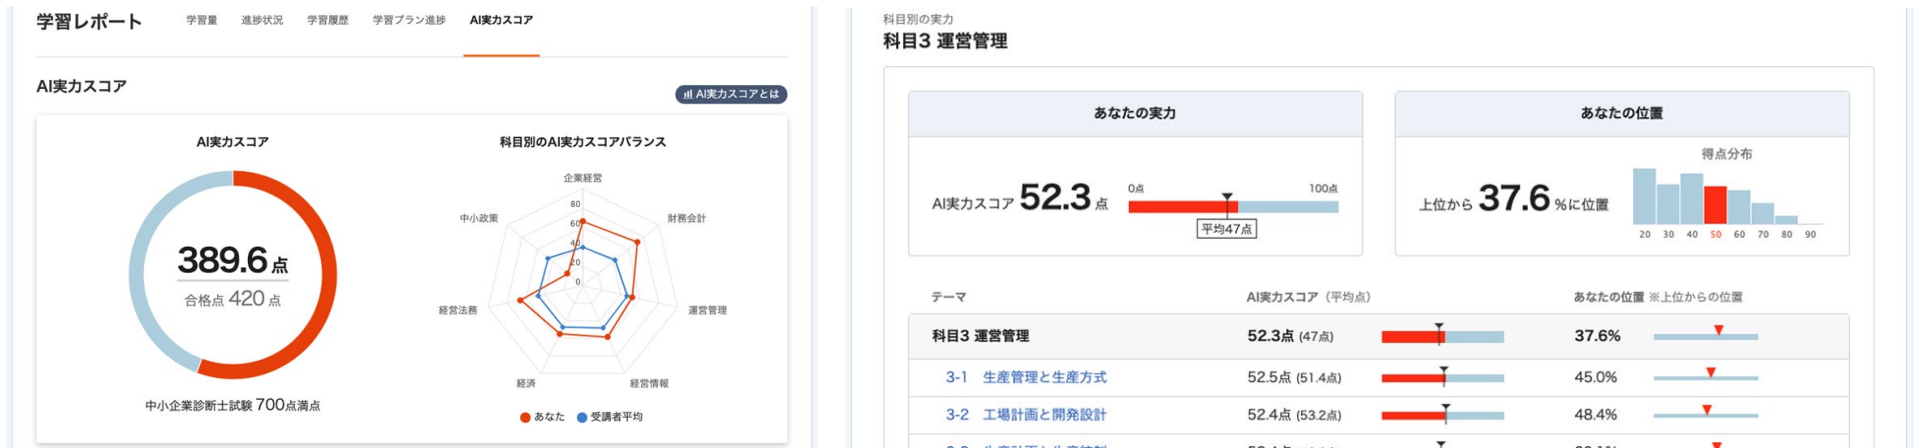 学習レポート 学習量 進捗状況 学習履歴 学習プラン進捗 AI実力スコア
AI実力スコア
AI実力スコアとは
AI実力スコア
389.6点
合格点 420 点
中小企業診断士試験 700点満点
科目別のAI実力スコアバランス
企業経営
財務会計
運営管理
経営情報
経済
経営法務
中小政策
80
60
40
20
0
あなた 受講者平均
科目別の実力
科目3 運営管理
あなたの実力
AI実力スコア 52.3 点
0点 100点
平均47点
あなたの位置
得点分布
上位から 37.6 %に位置
20 30 40 50 60 70 80 90
テーマ AI実力スコア（平均点） あなたの位置 ※上位からの位置
科目3 運営管理 52.3点 (47点) 37.6%
3-1 生産管理と生産方式 52.5点 (51.4点) 45.0%
3-2 工場計画と開発設計 52.4点 (53.2点) 48.4%